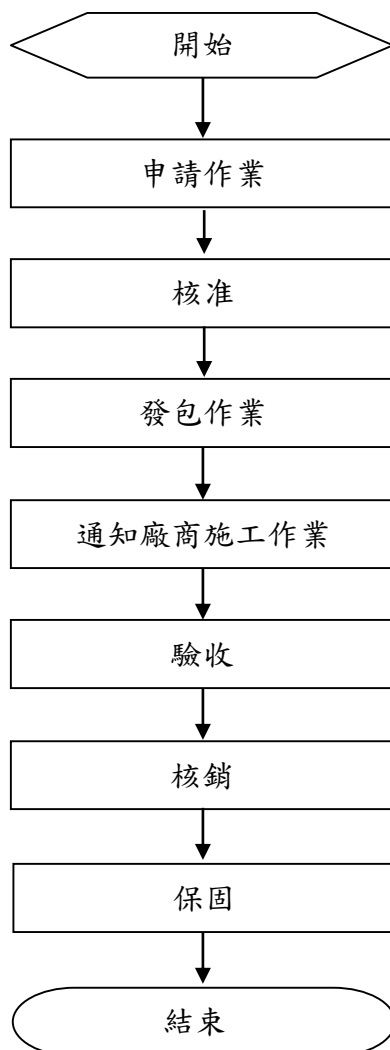 開始
申請作業
核准
發包作業
通知廠商施工作業
驗收
核銷
保固
結束